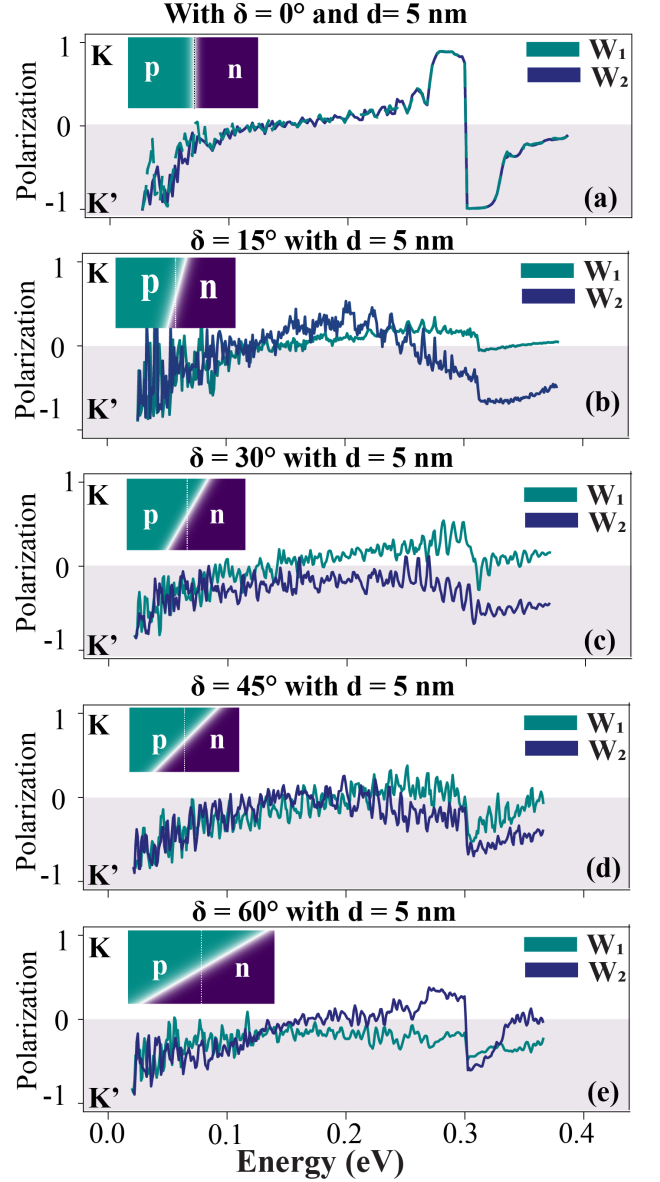 With δ = 0° and d= 5 nm
Polarization
1
0
-1
K
K’
p
n
W₁
W₂
(a)
δ = 15° with d = 5 nm
Polarization
1
0
-1
K
K’
p
n
W₁
W₂
(b)
δ = 30° with d = 5 nm
Polarization
1
0
-1
K
K’
p
n
W₁
W₂
(c)
δ = 45° with d = 5 nm
Polarization
1
0
-1
K
K’
p
n
W₁
W₂
(d)
δ = 60° with d = 5 nm
Polarization
1
0
-1
K
K’
p
n
W₁
W₂
(e)
0.0 0.1 0.2 0.3 0.4
Energy (eV)